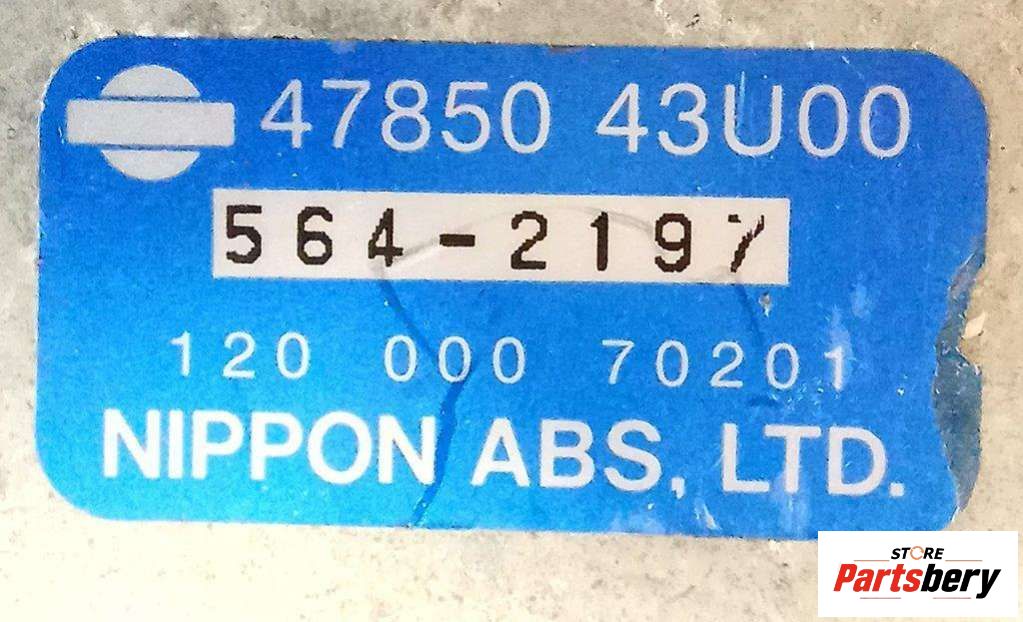 47850 43U00
564-2197
120 000 70201
NIPPON ABS, LTD.
STORE
Partsbery